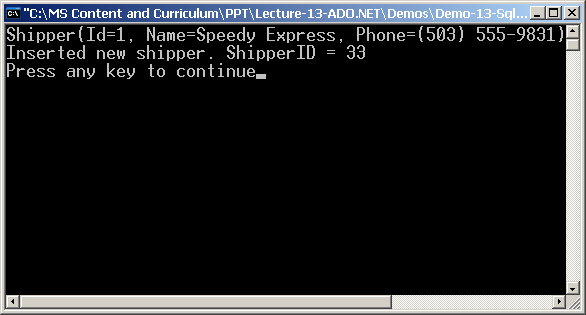 "C:\MS Content and Curriculum\PPT\Lecture-13-ADO.NET\Demos\Demo-13-Sql...
Shipper(Id=1, Name=Speedy Express, Phone=(503) 555-9831)
Inserted new shipper. ShipperID = 33
Press any key to continue_